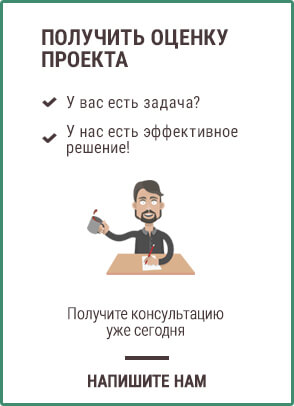 ПОЛУЧИТЬ ОЦЕНКУ
ПРОЕКТА
У вас есть задача?
У нас есть эффективное
решение!
Получите консультацию
уже сегодня
НАПИШИТЕ НАМ